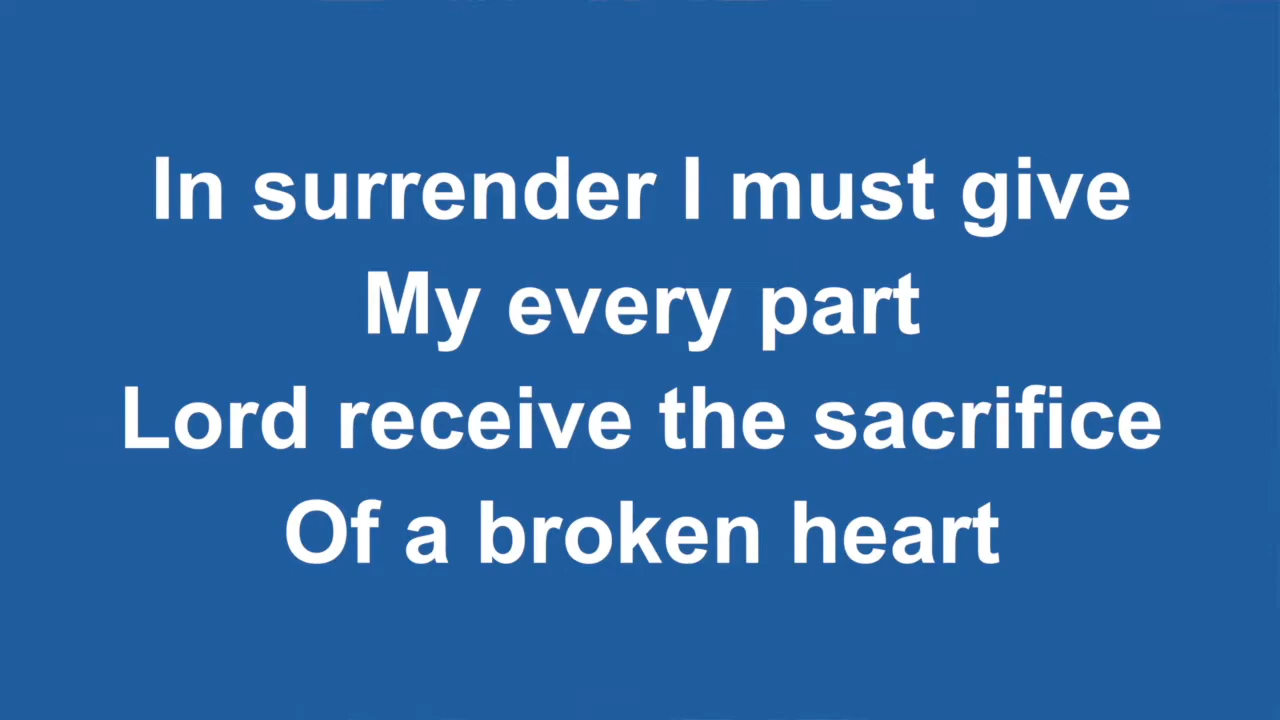 In surrender I must give
My every part
Lord receive the sacrifice
Of a broken heart